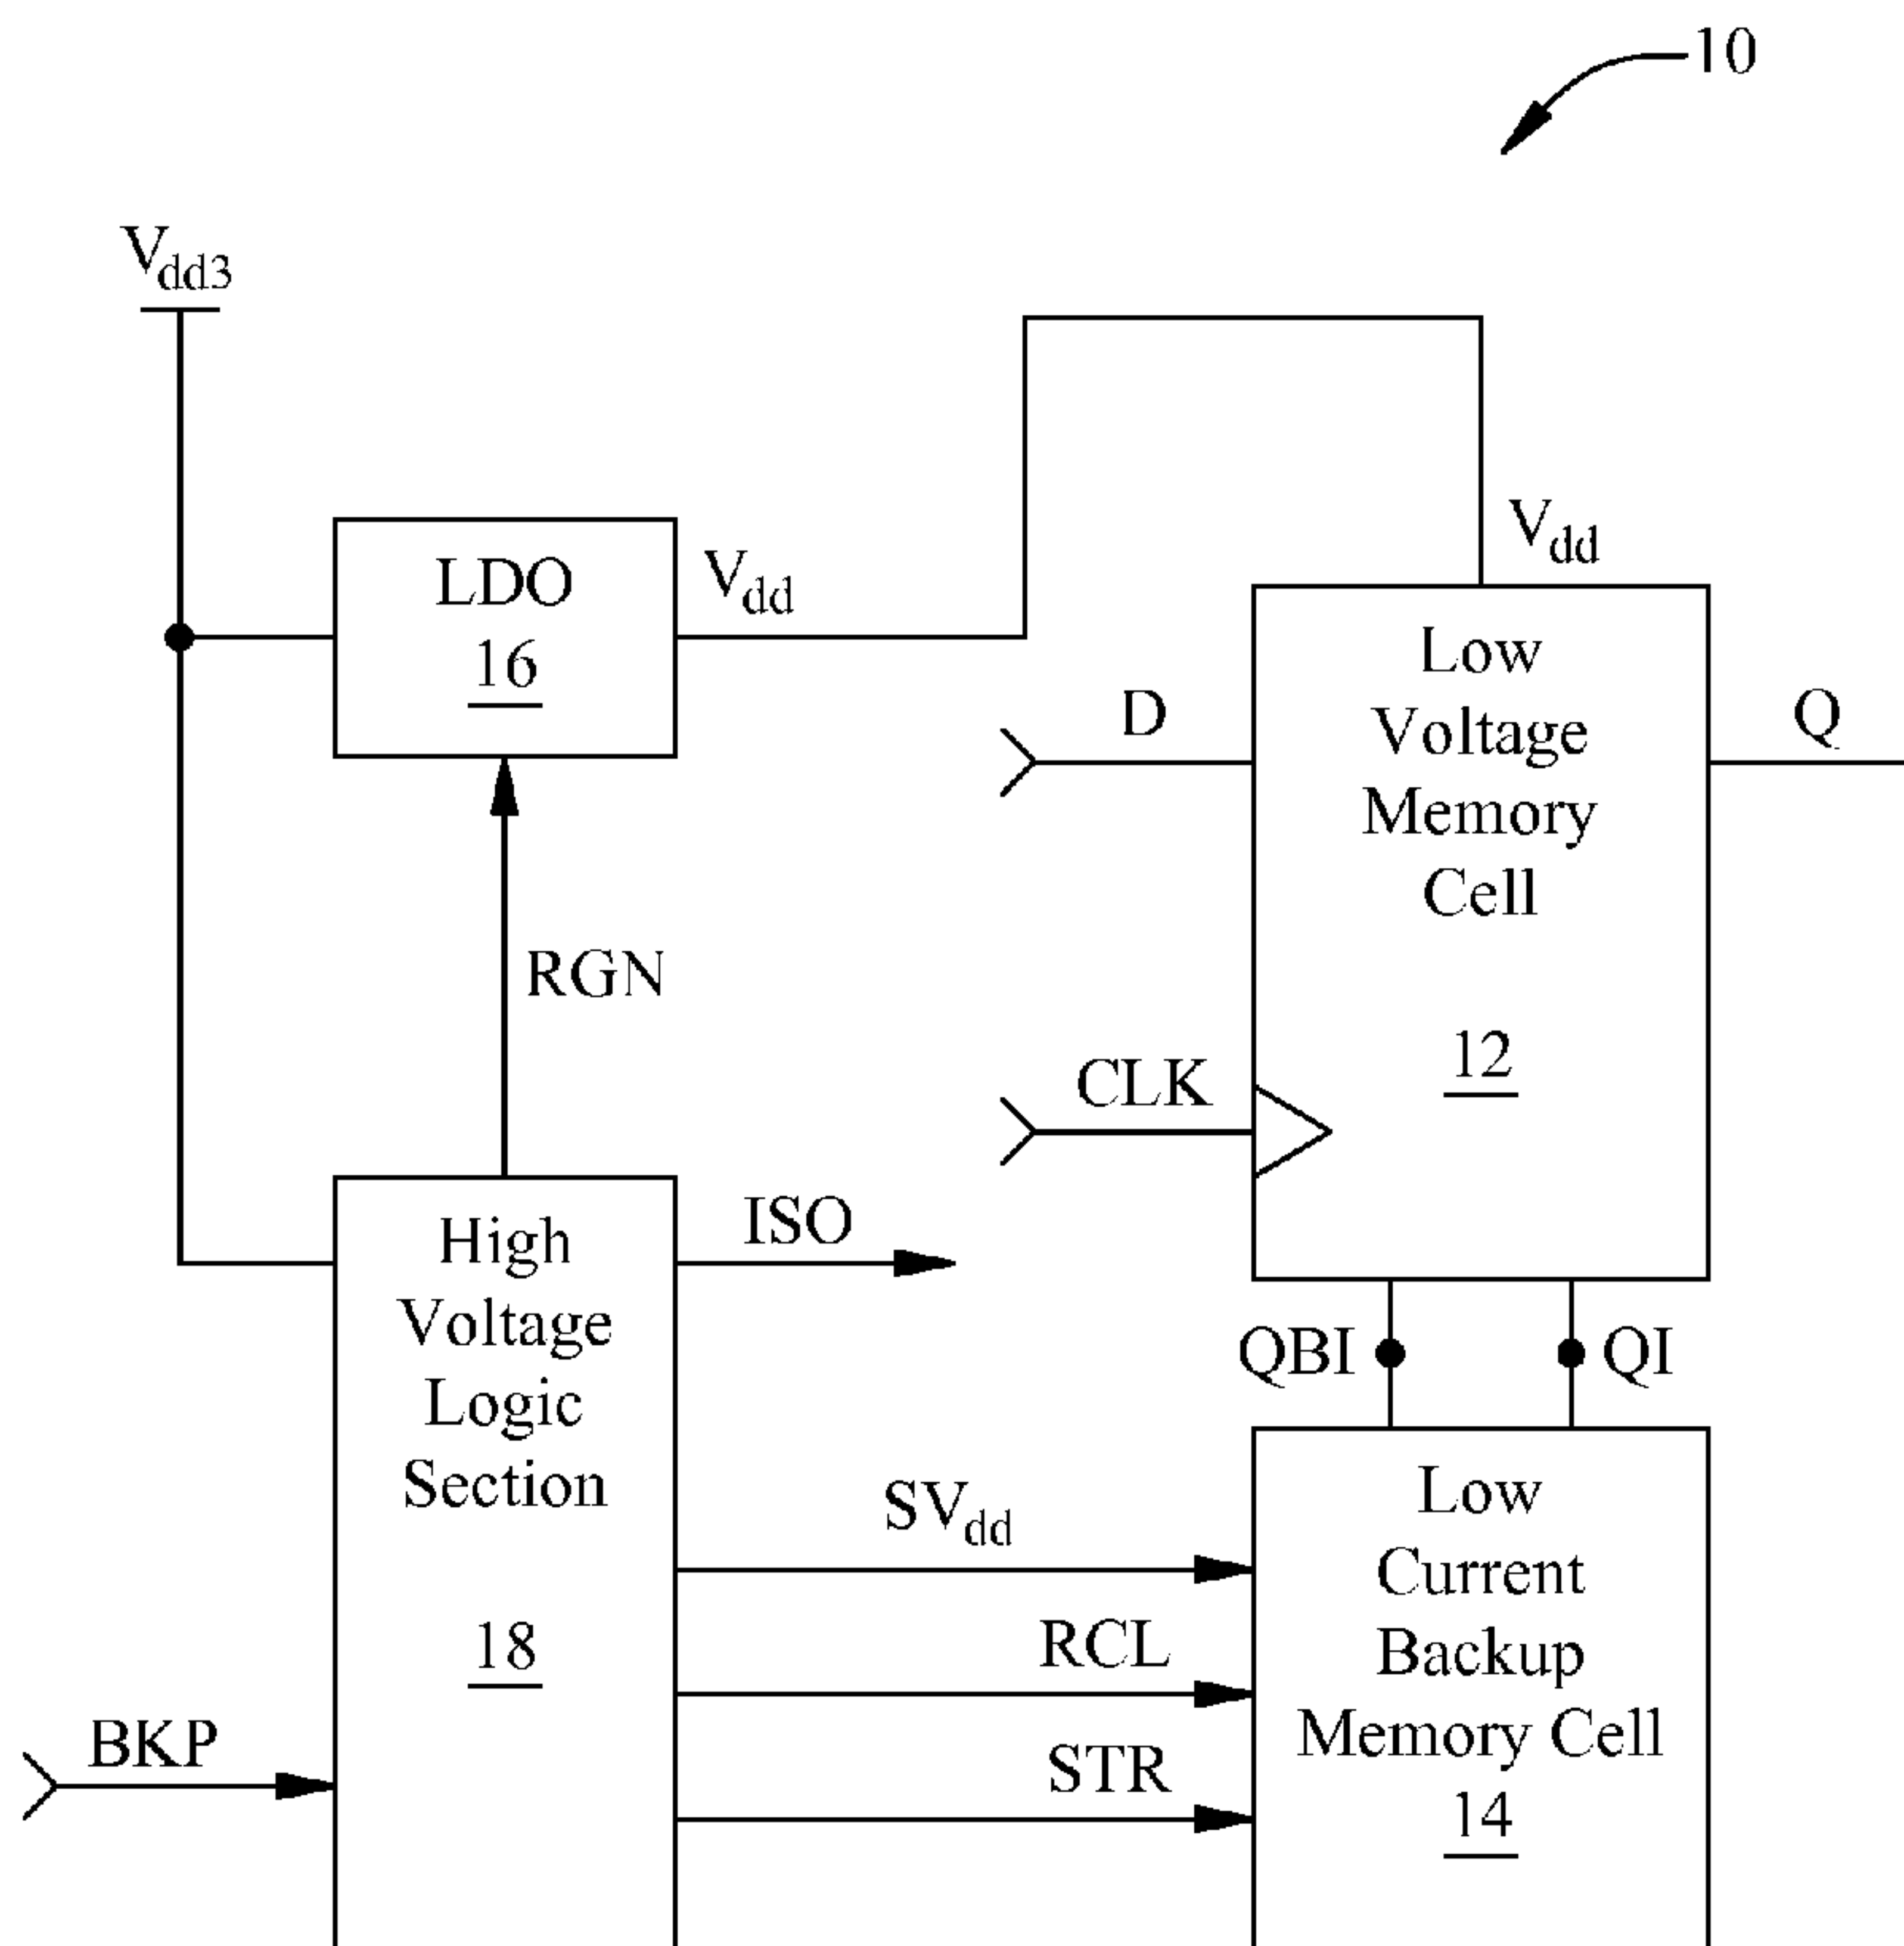 10
Vdd3
LDO
16
Vdd
Vdd
Low
Voltage
Memory
Cell
12
D
Q
CLK
RGN
High
Voltage
Logic
Section
18
ISO
QBI
QI
SVdd
RCL
STR
BKP
Low
Current
Backup
Memory Cell
14